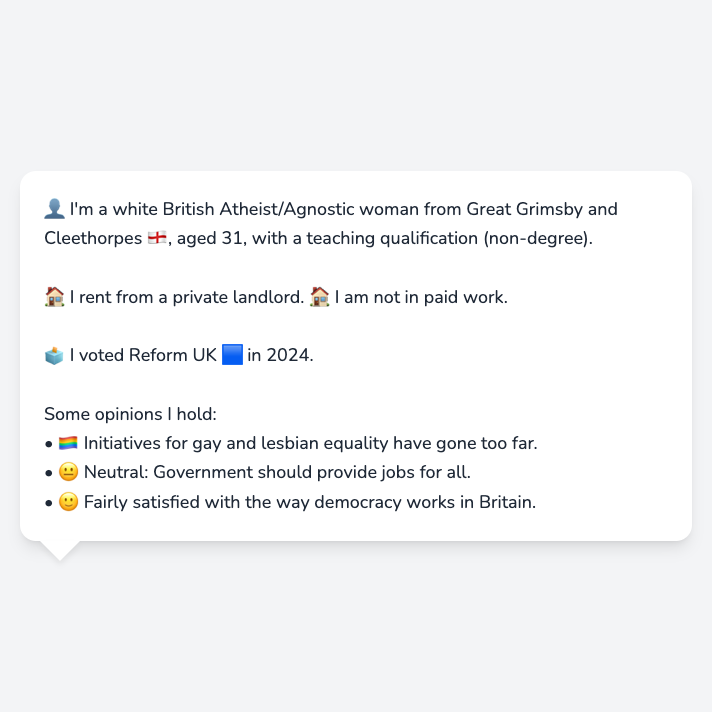 👤 I'm a white British Atheist/Agnostic woman from Great Grimsby and
Cleethorpes 🏴󠁧󠁢󠁥󠁮󠁧󠁿, aged 31, with a teaching qualification (non-degree).
🏠 I rent from a private landlord. 🏠 I am not in paid work.
🗳️ I voted Reform UK 🟦 in 2024.
Some opinions I hold:
• 🏳️‍🌈 Initiatives for gay and lesbian equality have gone too far.
• 😐 Neutral: Government should provide jobs for all.
• 🙂 Fairly satisfied with the way democracy works in Britain.